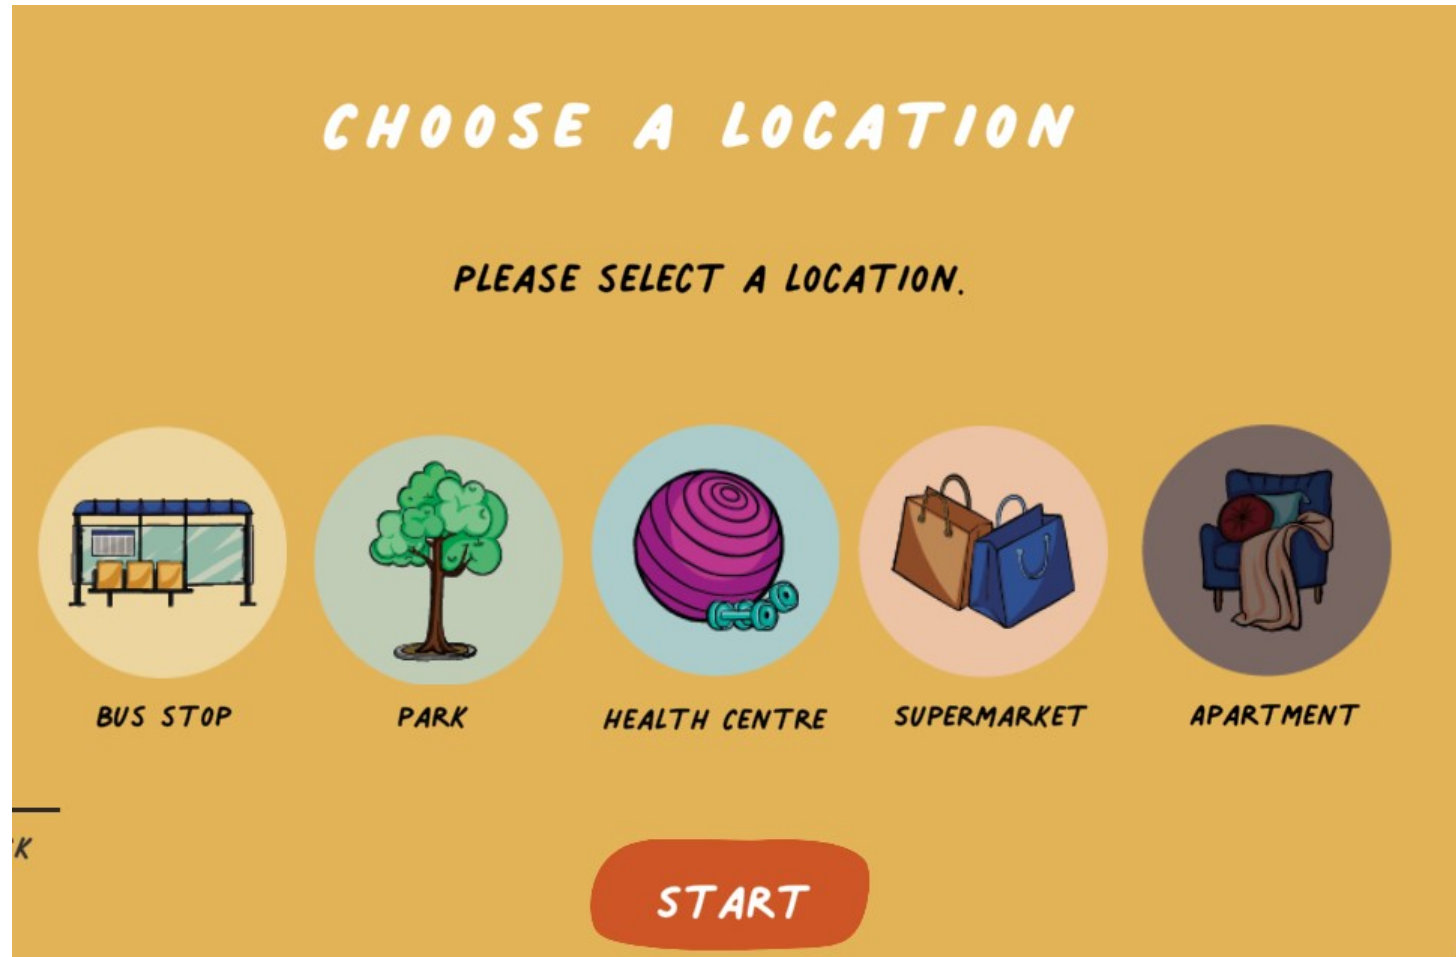 CHOOSE A LOCATION
PLEASE SELECT A LOCATION.
BUS STOP
PARK
HEALTH CENTRE
SUPERMARKET
APARTMENT
START